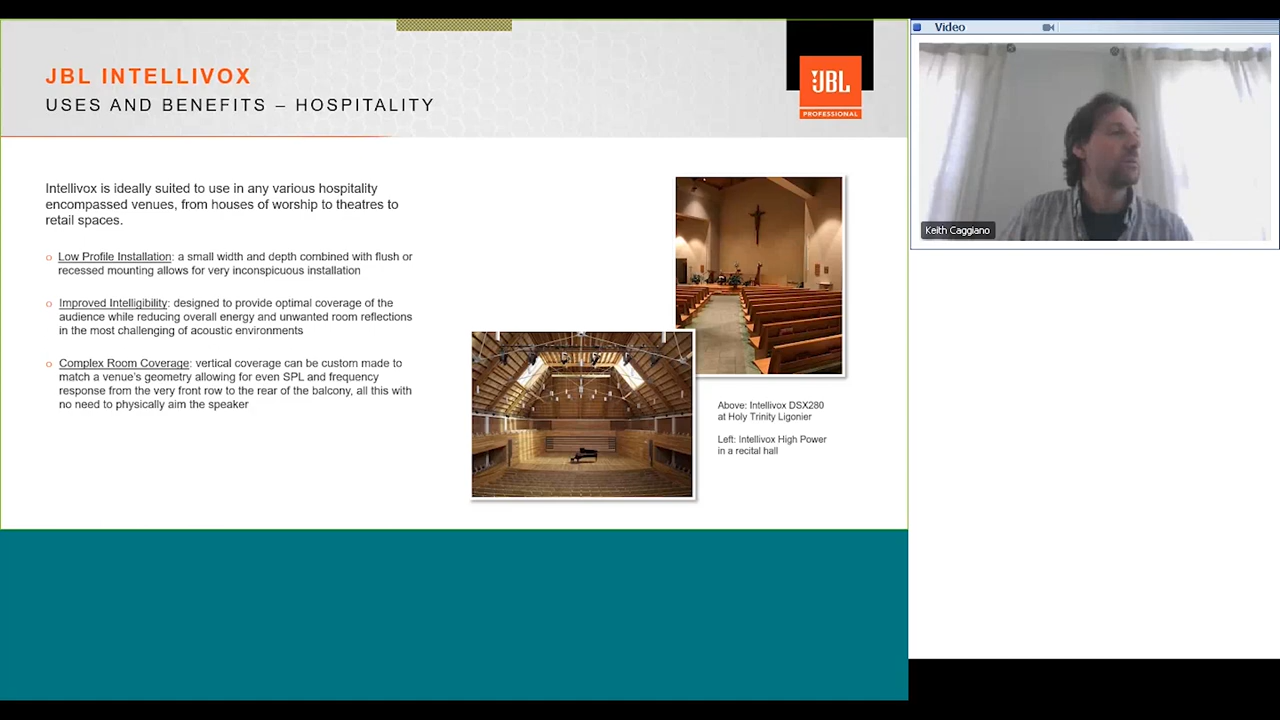 JBL INTELLIVOX
USES AND BENEFITS – HOSPITALITY
JBL
PROFESSIONAL
Intellivox is ideally suited to use in any various hospitality
encompassed venues, from houses of worship to theatres to
retail spaces.
o Low Profile Installation: a small width and depth combined with flush or
recessed mounting allows for very inconspicuous installation
o Improved Intelligibility: designed to provide optimal coverage of the
audience while reducing overall energy and unwanted room reflections
in the most challenging of acoustic environments
o Complex Room Coverage: vertical coverage can be custom made to
match a venue's geometry allowing for even SPL and frequency
response from the very front row to the rear of the balcony, all this with
no need to physically aim the speaker
Above: Intellivox DSX280
at Holy Trinity Ligonier
Left: Intellivox High Power
in a recital hall
Video
Keith Caggiano